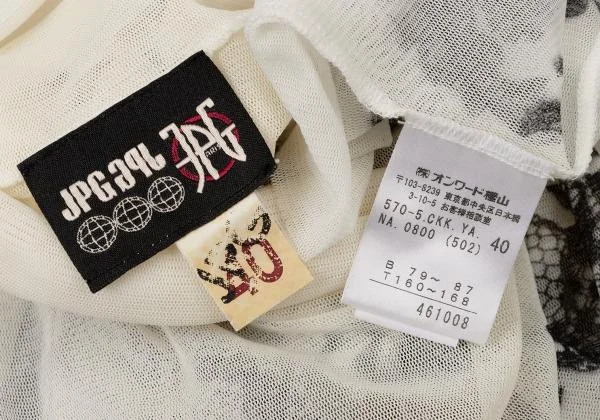 JPG
JPG
PARIS
40
(株)オンワード樫山
〒103-8239 東京都中央区日本橋
3-10-5 お客様相談室
570-5.CKK.YA.
NA. 0800 (502) 40
B 79~ 87
T160~168
461008